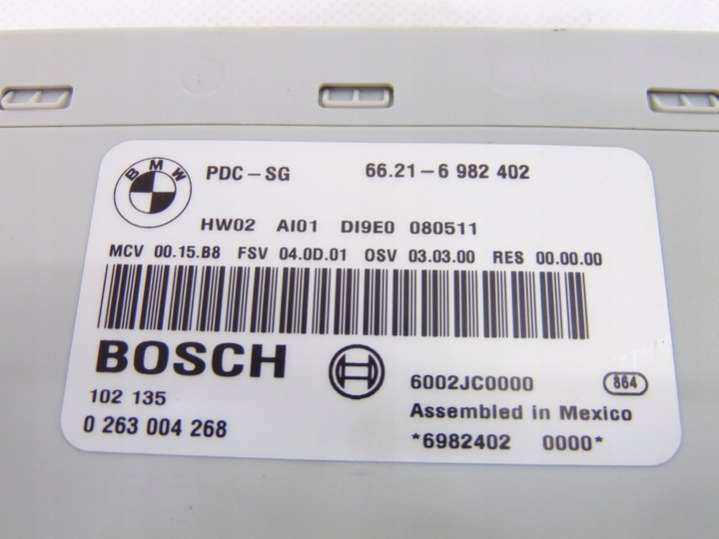 BMW PDC-SG 66.21-6 982 402
HW02 AI01 DI9E0 080511
MCV 00.15.B8 FSV 04.0D.01 OSV 03.03.00 RES 00.00.00
BOSCH
6002JC0000 864
102 135
Assembled in Mexico
0 263 004 268
*6982402 0000*